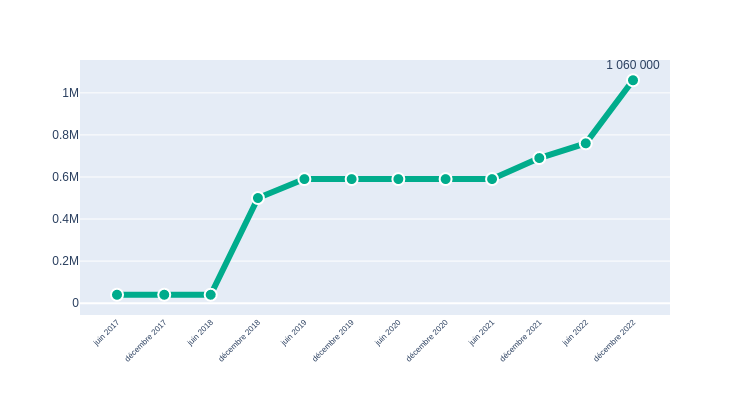 1 060 000
1M
0.8M
0.6M
0.4M
0.2M
0
juin 2017
décembre 2017
juin 2018
décembre 2018
juin 2019
décembre 2019
juin 2020
décembre 2020
juin 2021
décembre 2021
juin 2022
décembre 2022